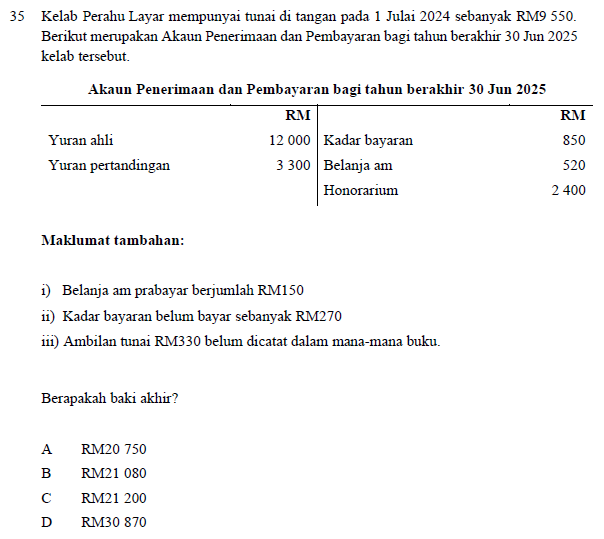 35 Kelab Perahu Layar mempunyai tunai di tangan pada 1 Julai 2024 sebanyak RM9 550.
Berikut merupakan Akaun Penerimaan dan Pembayaran bagi tahun berakhir 30 Jun 2025
kelab tersebut.
Akaun Penerimaan dan Pembayaran bagi tahun berakhir 30 Jun 2025
RM RM
Yuran ahli 12 000 Kadar bayaran 850
Yuran pertandingan 3 300 Belanja am 520
Honorarium 2 400
Maklumat tambahan:
i) Belanja am prabayar berjumlah RM150
ii) Kadar bayaran belum bayar sebanyak RM270
iii) Ambilan tunai RM330 belum dicatat dalam mana-mana buku.
Berapakah baki akhir?
A RM20 750
B RM21 080
C RM21 200
D RM30 870